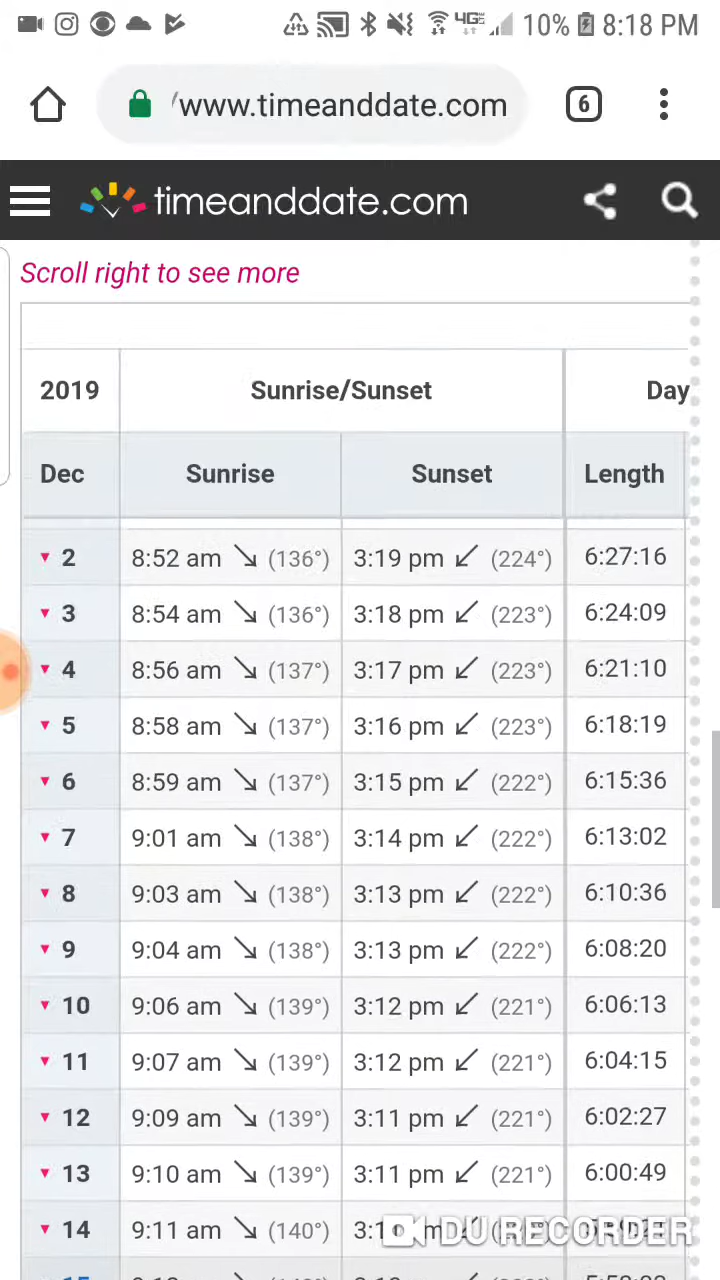 4G 10% 8:18 PM
/www.timeanddate.com 6
timeanddate.com
Scroll right to see more
2019 Sunrise/Sunset Day
Dec Sunrise Sunset Length
2 8:52 am ↘ (136°) 3:19 pm ↙ (224°) 6:27:16
3 8:54 am ↘ (136°) 3:18 pm ↙ (223°) 6:24:09
4 8:56 am ↘ (137°) 3:17 pm ↙ (223°) 6:21:10
5 8:58 am ↘ (137°) 3:16 pm ↙ (223°) 6:18:19
6 8:59 am ↘ (137°) 3:15 pm ↙ (222°) 6:15:36
7 9:01 am ↘ (138°) 3:14 pm ↙ (222°) 6:13:02
8 9:03 am ↘ (138°) 3:13 pm ↙ (222°) 6:10:36
9 9:04 am ↘ (138°) 3:13 pm ↙ (222°) 6:08:20
10 9:06 am ↘ (139°) 3:12 pm ↙ (221°) 6:06:13
11 9:07 am ↘ (139°) 3:12 pm ↙ (221°) 6:04:15
12 9:09 am ↘ (139°) 3:11 pm ↙ (221°) 6:02:27
13 9:10 am ↘ (139°) 3:11 pm ↙ (221°) 6:00:49
14 9:11 am ↘ (140°)
DU RECORDER